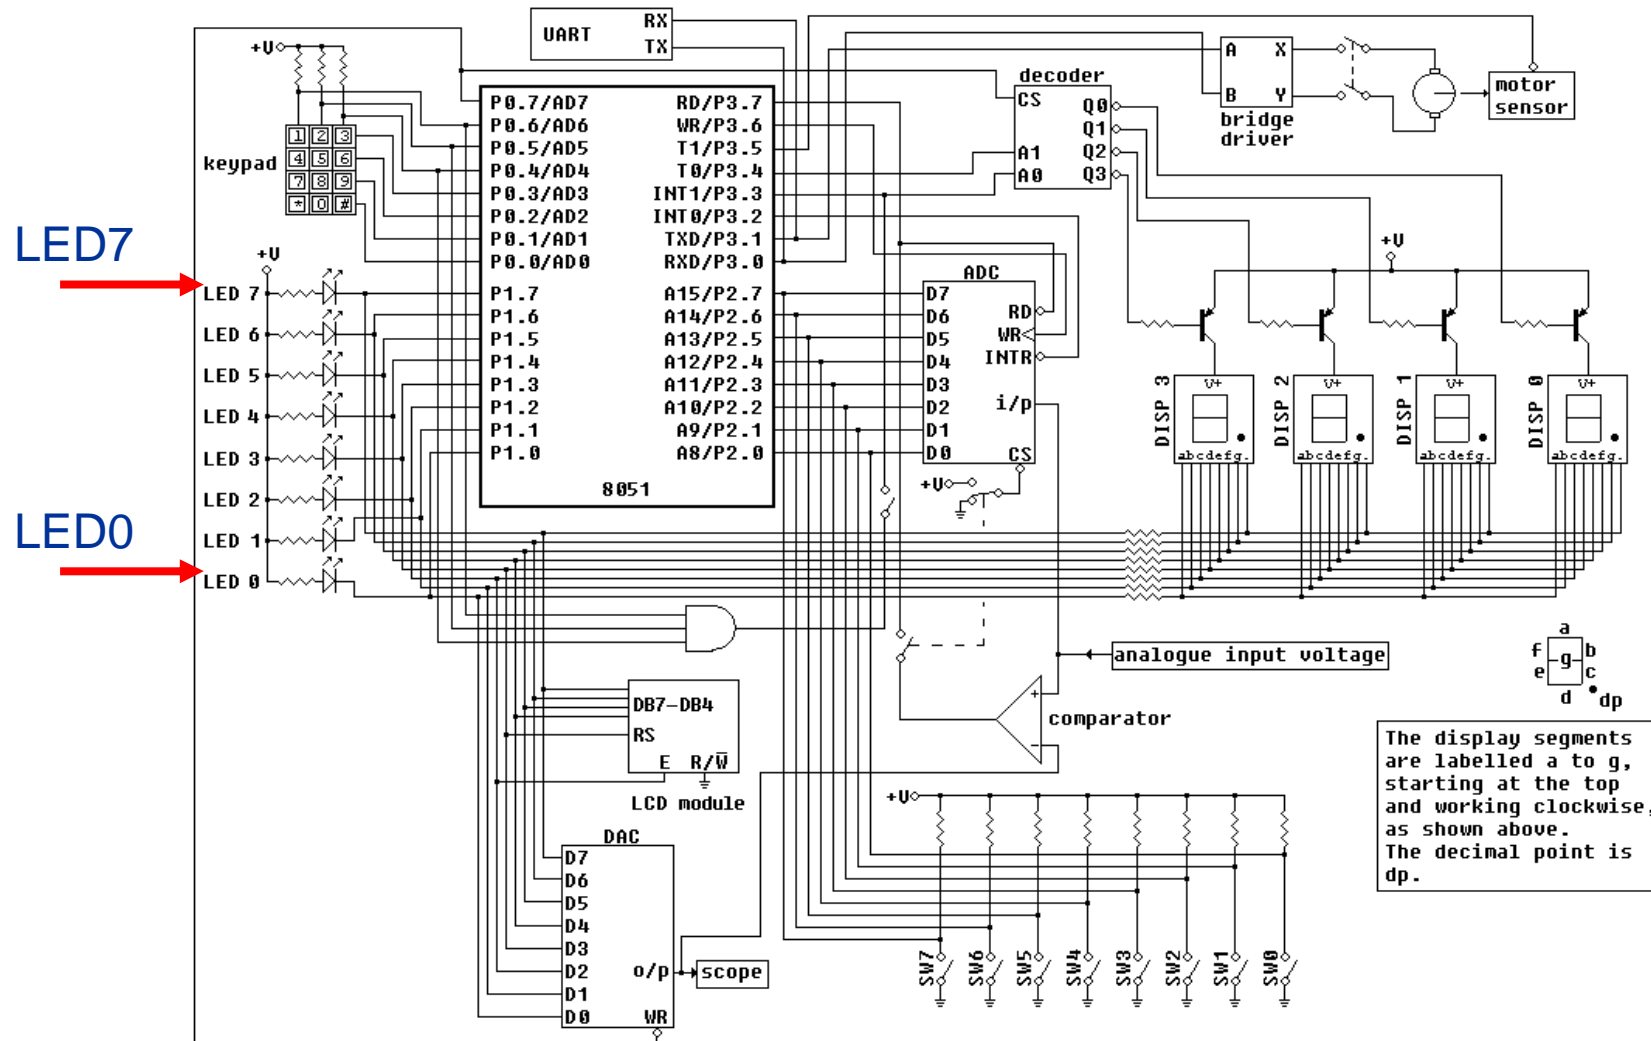 UART
RX
TX
+V
keypad
1 2 3
4 5 6
7 8 9
* 0 #
LED7
LED0
+V
LED 7
LED 6
LED 5
LED 4
LED 3
LED 2
LED 1
LED 0
P0.7/AD7
P0.6/AD6
P0.5/AD5
P0.4/AD4
P0.3/AD3
P0.2/AD2
P0.1/AD1
P0.0/AD0
P1.7
P1.6
P1.5
P1.4
P1.3
P1.2
P1.1
P1.0
RD/P3.7
WR/P3.6
T1/P3.5
T0/P3.4
INT1/P3.3
INT0/P3.2
TXD/P3.1
RXD/P3.0
A15/P2.7
A14/P2.6
A13/P2.5
A12/P2.4
A11/P2.3
A10/P2.2
A9/P2.1
A8/P2.0
8051
decoder
CS
A1
A0
Q0
Q1
Q2
Q3
A X
B Y
bridge
driver
motor
sensor
ADC
D7
D6
D5
D4
D3
D2
D1
D0
RD
WR
INTR
i/p
CS
+V
+V
DISP 3
V+
abcdefg.
DISP 2
V+
abcdefg.
DISP 1
V+
abcdefg.
DISP 0
V+
abcdefg.
analogue input voltage
+
-
comparator
DB7-DB4
RS
E R/W̅
LCD module
DAC
D7
D6
D5
D4
D3
D2
D1
D0
o/p
WR
scope
+V
SW7
SW6
SW5
SW4
SW3
SW2
SW1
SW0
a
f b
g
e c
d dp
The display segments
are labelled a to g,
starting at the top
and working clockwise,
as shown above.
The decimal point is
dp.